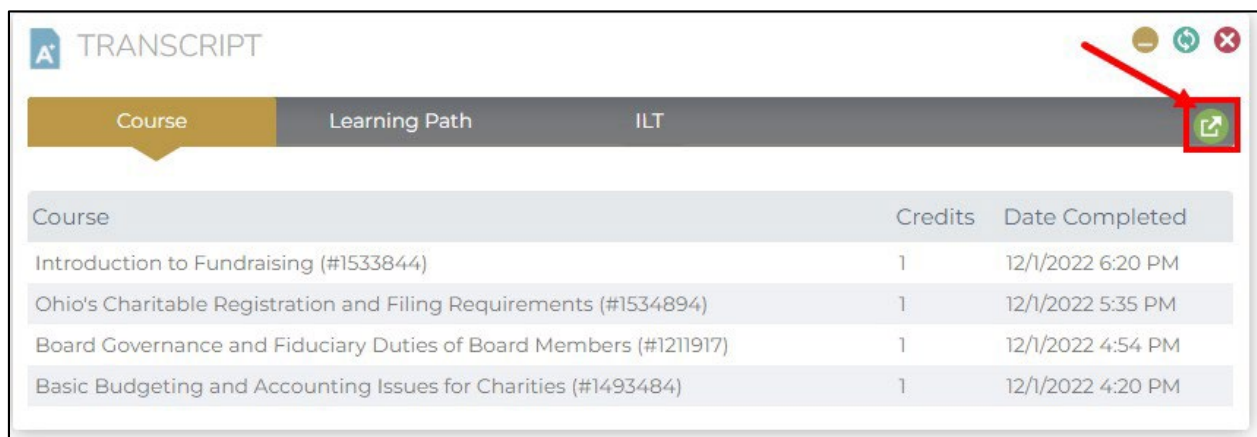 A+
TRANSCRIPT
Course Learning Path ILT
Course Credits Date Completed
Introduction to Fundraising (#1533844) 1 12/1/2022 6:20 PM
Ohio's Charitable Registration and Filing Requirements (#1534894) 1 12/1/2022 5:35 PM
Board Governance and Fiduciary Duties of Board Members (#1211917) 1 12/1/2022 4:54 PM
Basic Budgeting and Accounting Issues for Charities (#1493484) 1 12/1/2022 4:20 PM